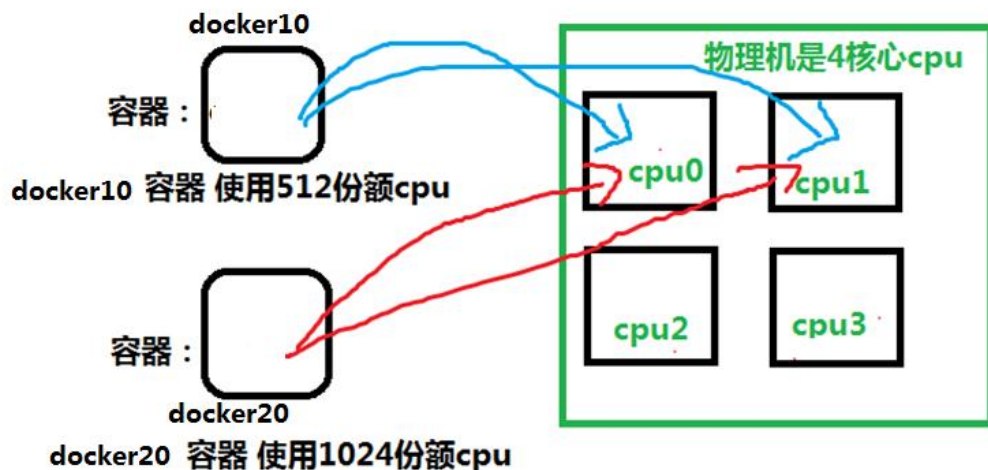 docker10
容器：
docker10 容器 使用512份额cpu
物理机是4核心cpu
cpu0
cpu1
cpu2
cpu3
容器：
docker20
docker20 容器 使用1024份额cpu